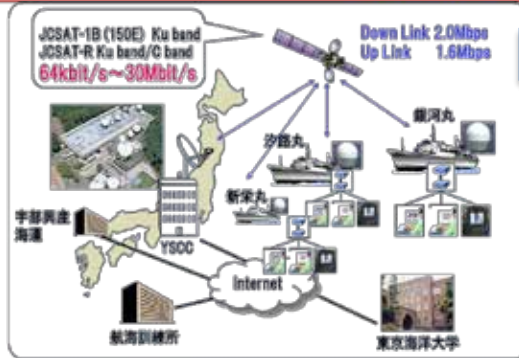 JCSAT-1B (150E) Ku band
JCSAT-R Ku band/C band
64kbit/s～30Mbit/s
Down Link 2.0Mbps
Up Link 1.6Mbps
銀河丸
汐路丸
新栄丸
宇部興産
海運
YSCC
Internet
航海訓練所
東京海洋大学